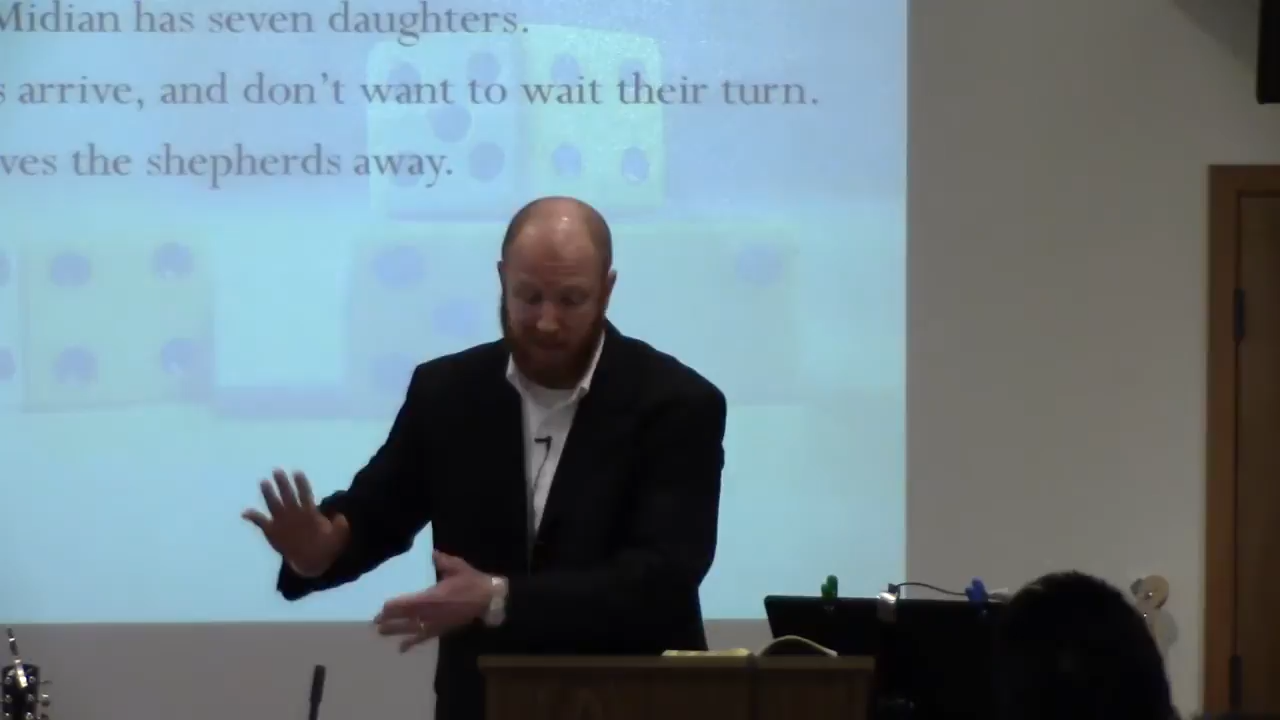 Midian has seven daughters.
s arrive, and don't want to wait their turn.
ves the shepherds away.